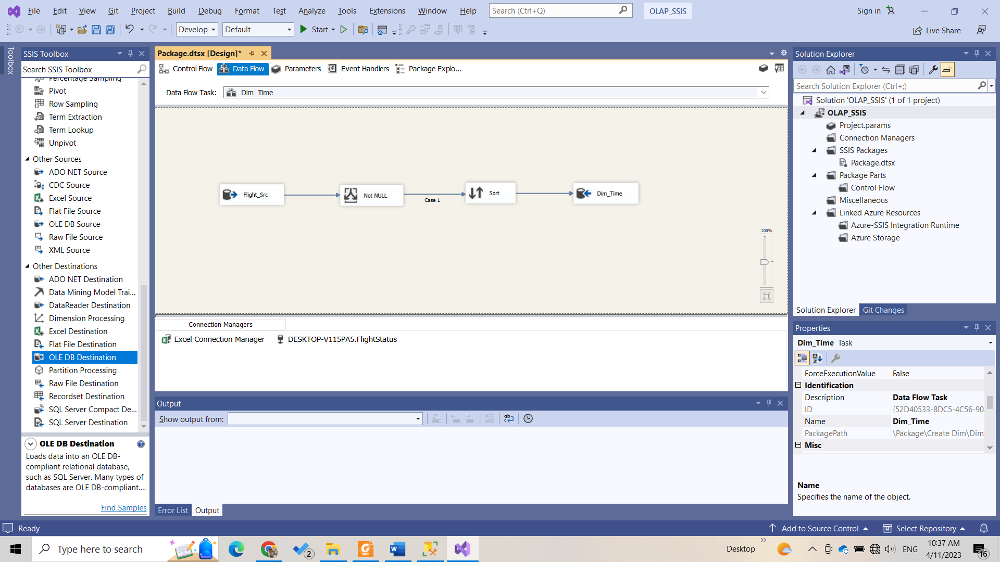 File Edit View Git Project Build Debug Format Test Analyze Tools Extensions Window Help Search (Ctrl+Q) OLAP_SSIS Sign in
Develop Default Start Live Share
Toolbox
SSIS Toolbox
Search SSIS Toolbox
Percentage Sampling
Pivot
Row Sampling
Term Extraction
Term Lookup
Unpivot
Other Sources
ADO NET Source
CDC Source
Excel Source
Flat File Source
OLE DB Source
Raw File Source
XML Source
Other Destinations
ADO NET Destination
Data Mining Model Trai...
DataReader Destination
Dimension Processing
Excel Destination
Flat File Destination
OLE DB Destination
Partition Processing
Raw File Destination
Recordset Destination
SQL Server Compact De...
SQL Server Destination
OLE DB Destination
Loads data into an OLE DB-
compliant relational database,
such as SQL Server. Many types of
databases are OLE DB-compliant....
Find Samples
Package.dtsx [Design]*
Control Flow Data Flow Parameters Event Handlers Package Explo...
Data Flow Task: Dim_Time
Flight_Src
Not NULL
Case 1
Sort
Dim_Time
100%
Connection Managers
Excel Connection Manager DESKTOP-V115PA5.FlightStatus
Output
Show output from:
Error List Output
Solution Explorer
Search Solution Explorer (Ctrl+;)
Solution 'OLAP_SSIS' (1 of 1 project)
OLAP_SSIS
Project.params
Connection Managers
SSIS Packages
Package.dtsx
Package Parts
Control Flow
Miscellaneous
Linked Azure Resources
Azure-SSIS Integration Runtime
Azure Storage
Solution Explorer Git Changes
Properties
Dim_Time Task
ForceExecutionValue False
Identification
Description Data Flow Task
ID {52D40533-8DC5-4C56-90
Name Dim_Time
PackagePath \Package\Create Dim\Dim_
Misc
Name
Specifies the name of the object.
Ready Add to Source Control Select Repository
Type here to search 2 Desktop ENG 10:37 AM
4/11/2023 16